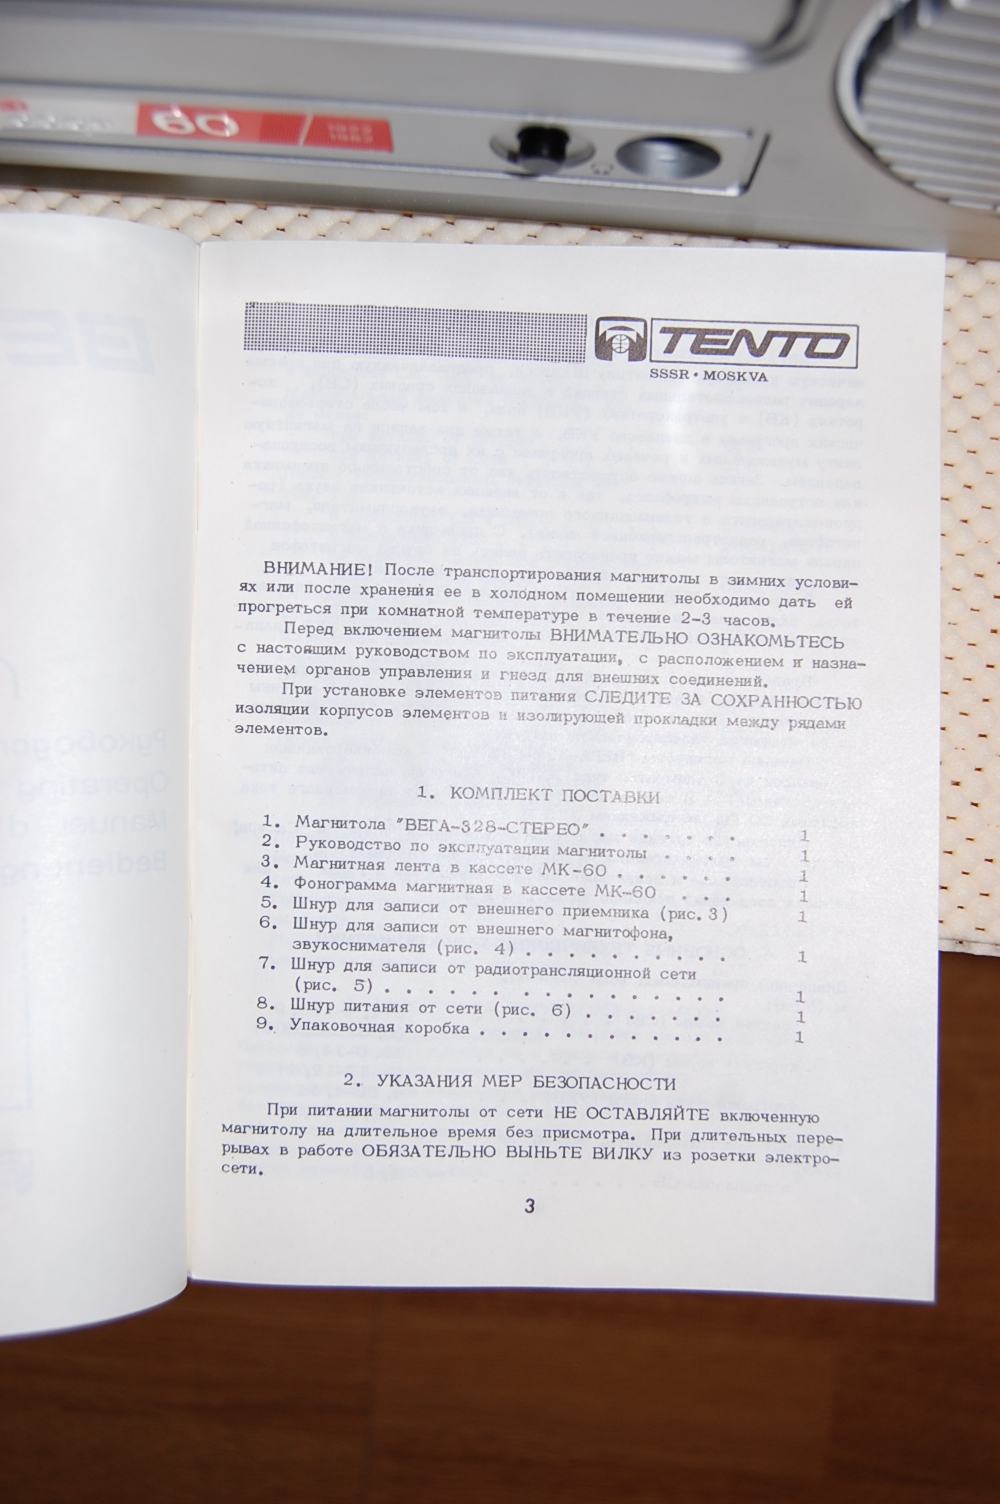 60
1922
1982
TENTO
SSSR • MOSKVA
ВНИМАНИЕ! После транспортирования магнитолы в зимних услови-
ях или после хранения ее в холодном помещении необходимо дать ей
прогреться при комнатной температуре в течение 2-3 часов.
Перед включением магнитолы ВНИМАТЕЛЬНО ОЗНАКОМЬТЕСЬ
с настоящим руководством по эксплуатации, с расположением и назна-
чением органов управления и гнезд для внешних соединений.
При установке элементов питания СЛЕДИТЕ ЗА СОХРАННОСТЬЮ
изоляции корпусов элементов и изолирующей прокладки между рядами
элементов.
1. КОМПЛЕКТ ПОСТАВКИ
1. Магнитола "ВЕГА-328-СТЕРЕО" . . . . . . . 1
2. Руководство по эксплуатации магнитолы . . . . 1
3. Магнитная лента в кассете МК-60 . . . . . . 1
4. Фонограмма магнитная в кассете МК-60 . . . 1
5. Шнур для записи от внешнего приемника (рис. 3) 1
6. Шнур для записи от внешнего магнитофона,
звукоснимателя (рис. 4) . . . . . . . . . . 1
7. Шнур для записи от радиотрансляционной сети
(рис. 5) . . . . . . . . . . . . . . . . . 1
8. Шнур питания от сети (рис. 6) . . . . . . . 1
9. Упаковочная коробка . . . . . . . . . . . . 1
2. УКАЗАНИЯ МЕР БЕЗОПАСНОСТИ
При питании магнитолы от сети НЕ ОСТАВЛЯЙТЕ включенную
магнитолу на длительное время без присмотра. При длительных пере-
рывах в работе ОБЯЗАТЕЛЬНО ВЫНЬТЕ ВИЛКУ из розетки электро-
сети.
3